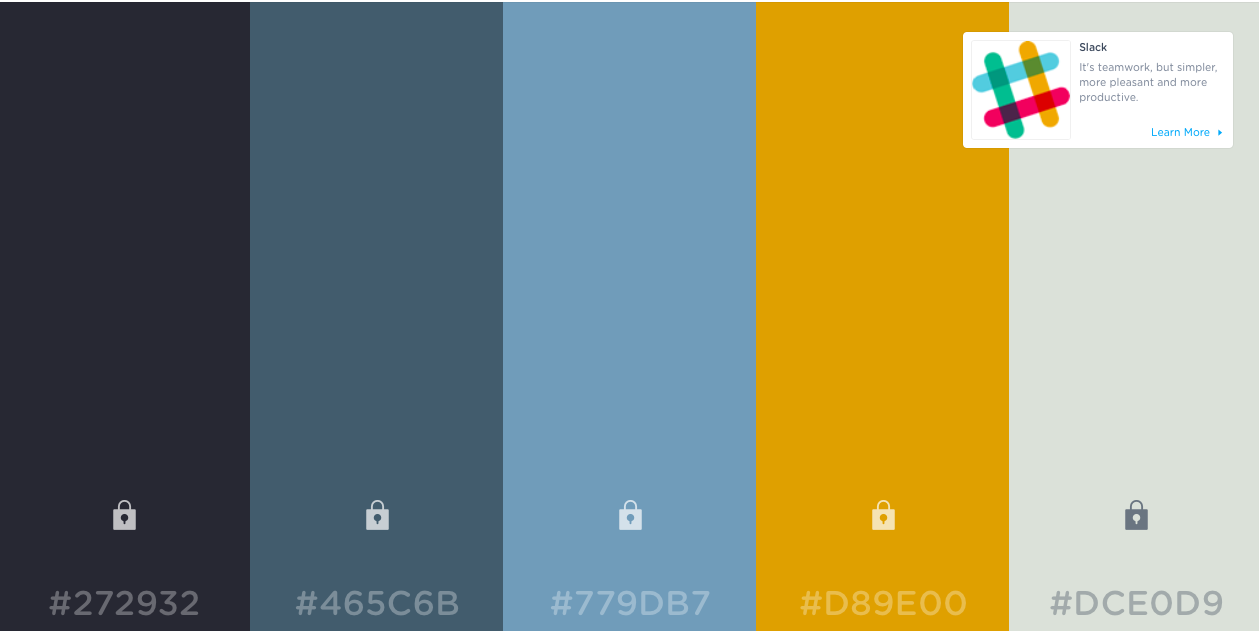 Slack
It's teamwork, but simpler,
more pleasant and more
productive.
Learn More
#272932
#465C6B
#779DB7
#D89E00
#DCE0D9